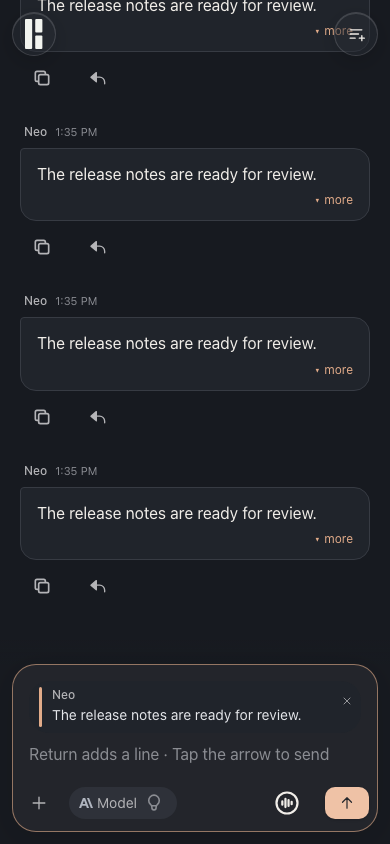 The release notes are ready for review.
more
Neo 1:35 PM
The release notes are ready for review.
more
Neo 1:35 PM
The release notes are ready for review.
more
Neo 1:35 PM
The release notes are ready for review.
more
Neo
The release notes are ready for review.
Return adds a line · Tap the arrow to send
A\ Model